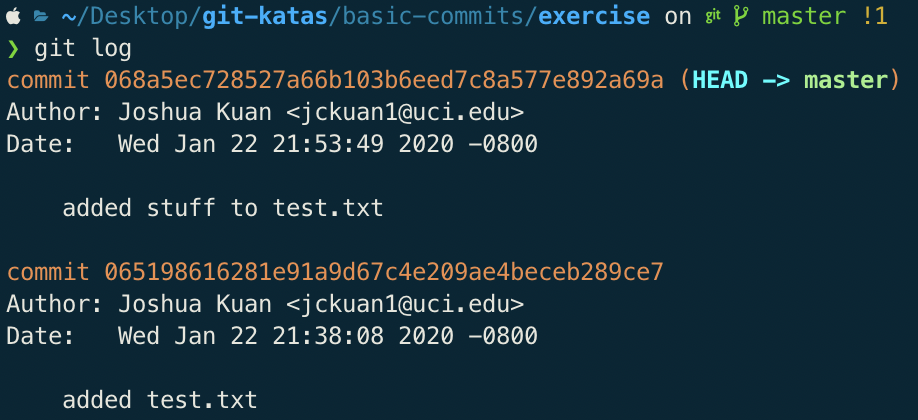 ~/Desktop/git-katas/basic-commits/exercise on git master !1
❯ git log
commit 068a5ec728527a66b103b6eed7c8a577e892a69a (HEAD -> master)
Author: Joshua Kuan <jckuan1@uci.edu>
Date:   Wed Jan 22 21:53:49 2020 -0800
added stuff to test.txt
commit 065198616281e91a9d67c4e209ae4beceb289ce7
Author: Joshua Kuan <jckuan1@uci.edu>
Date:   Wed Jan 22 21:38:08 2020 -0800
added test.txt